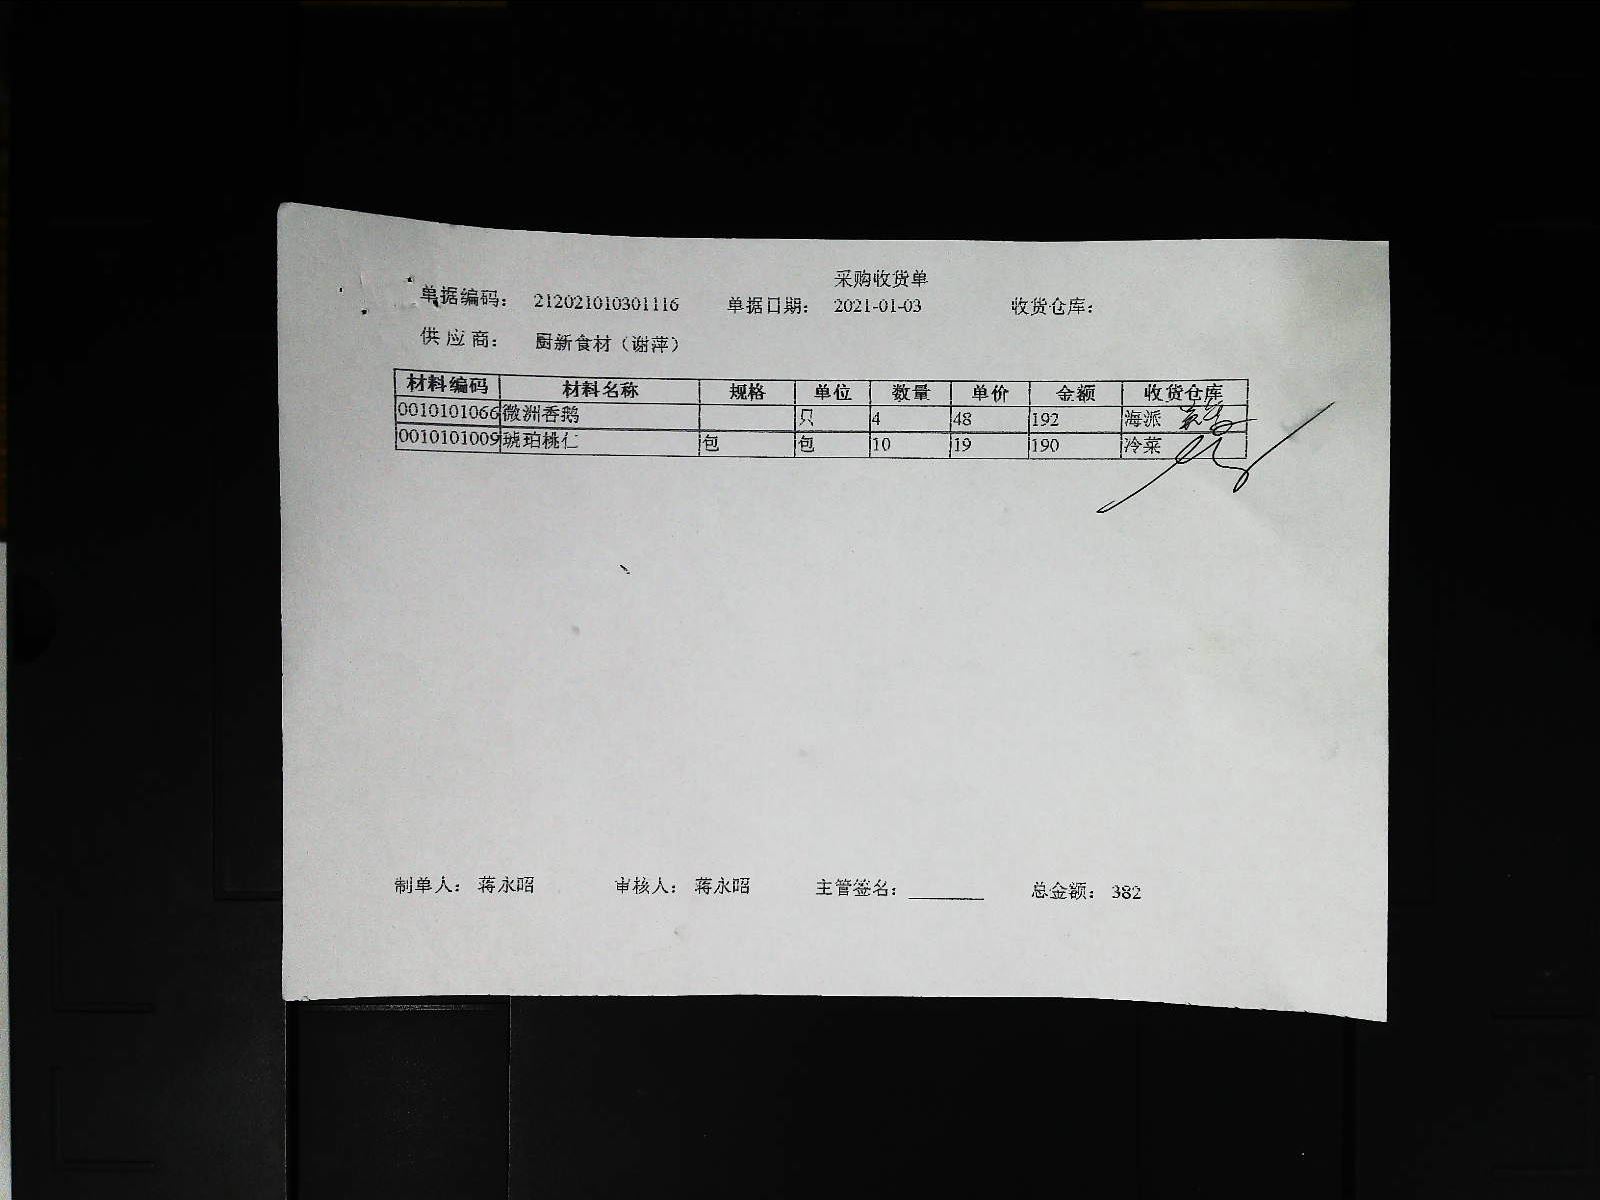 采购收货单
单据编码： 212021010301116 单据日期： 2021-01-03 收货仓库：
供 应 商： 厨新食材（谢萍）
材料编码 材料名称 规格 单位 数量 单价 金额 收货仓库
0010101066 微洲香鹅 只 4 48 192 海派
0010101009 琥珀桃仁 包 包 10 19 190 冷菜
制单人： 蒋永昭 审核人： 蒋永昭 主管签名：________ 总金额： 382